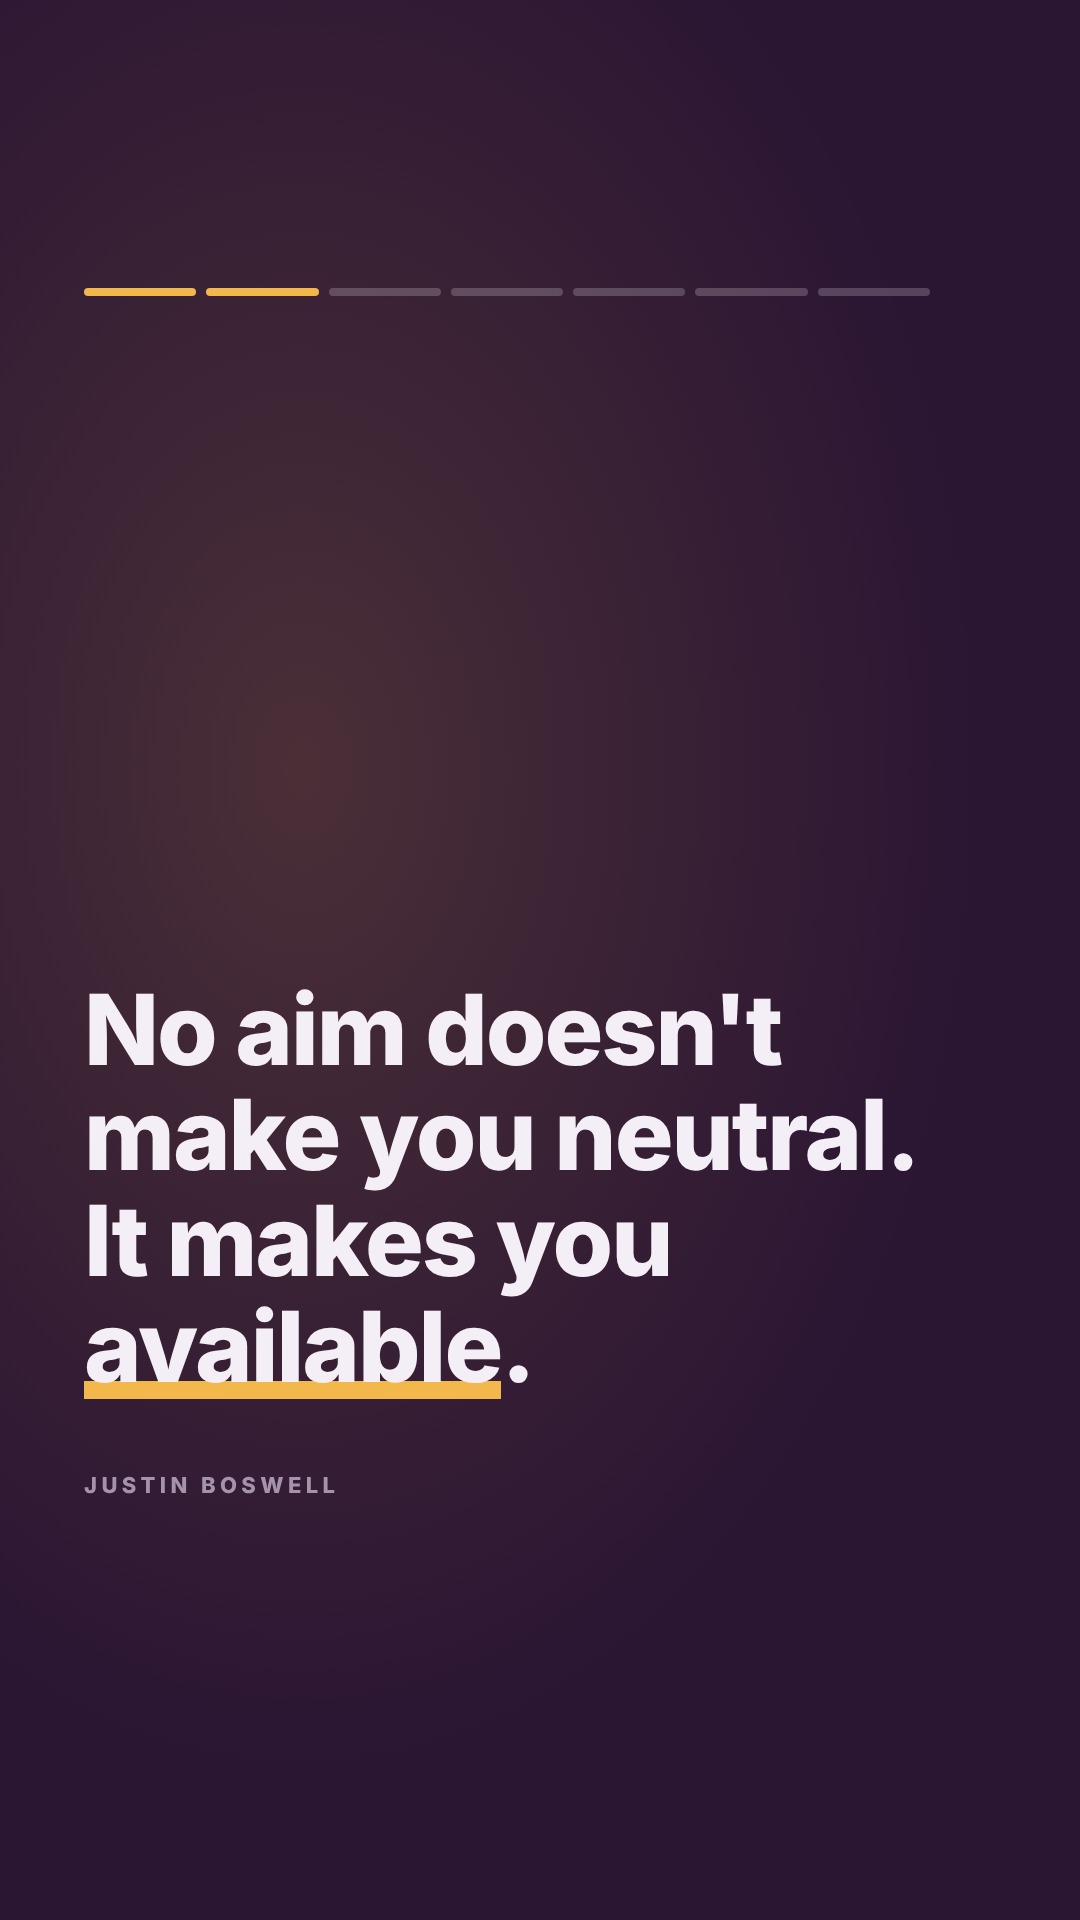 No aim doesn't
make you neutral.
It makes you
available.
JUSTIN BOSWELL